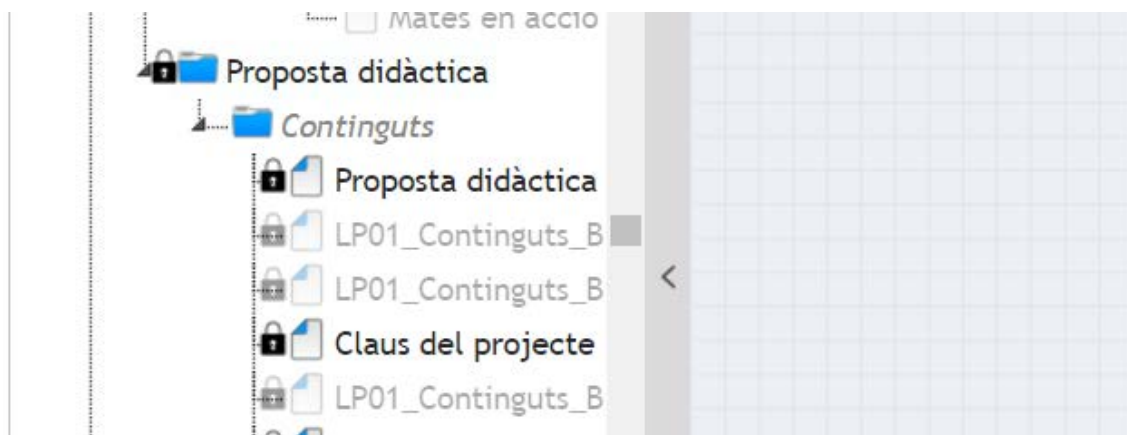 Mates en acció
Proposta didàctica
Continguts
Proposta didàctica
LP01_Continguts_B
LP01_Continguts_B
Claus del projecte
LP01_Continguts_B